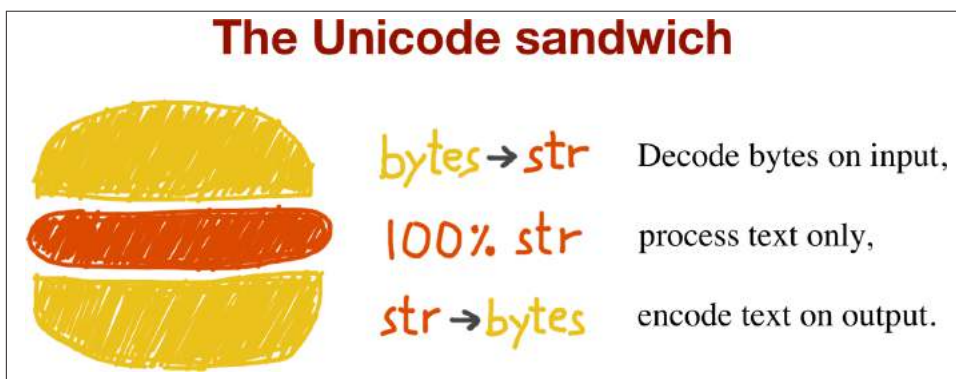 The Unicode sandwich
bytes → str Decode bytes on input,
100% str process text only,
str → bytes encode text on output.